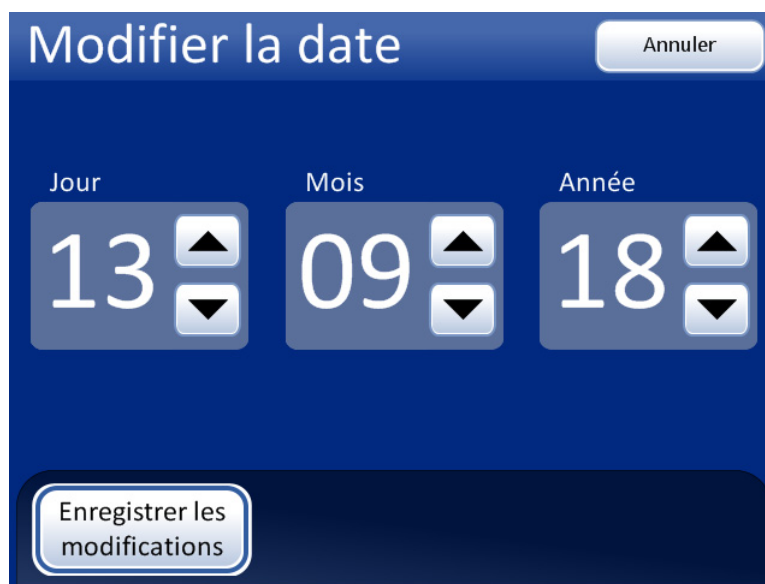 Modifier la date
Annuler
Jour
Mois
Année
13
09
18
Enregistrer les
modifications